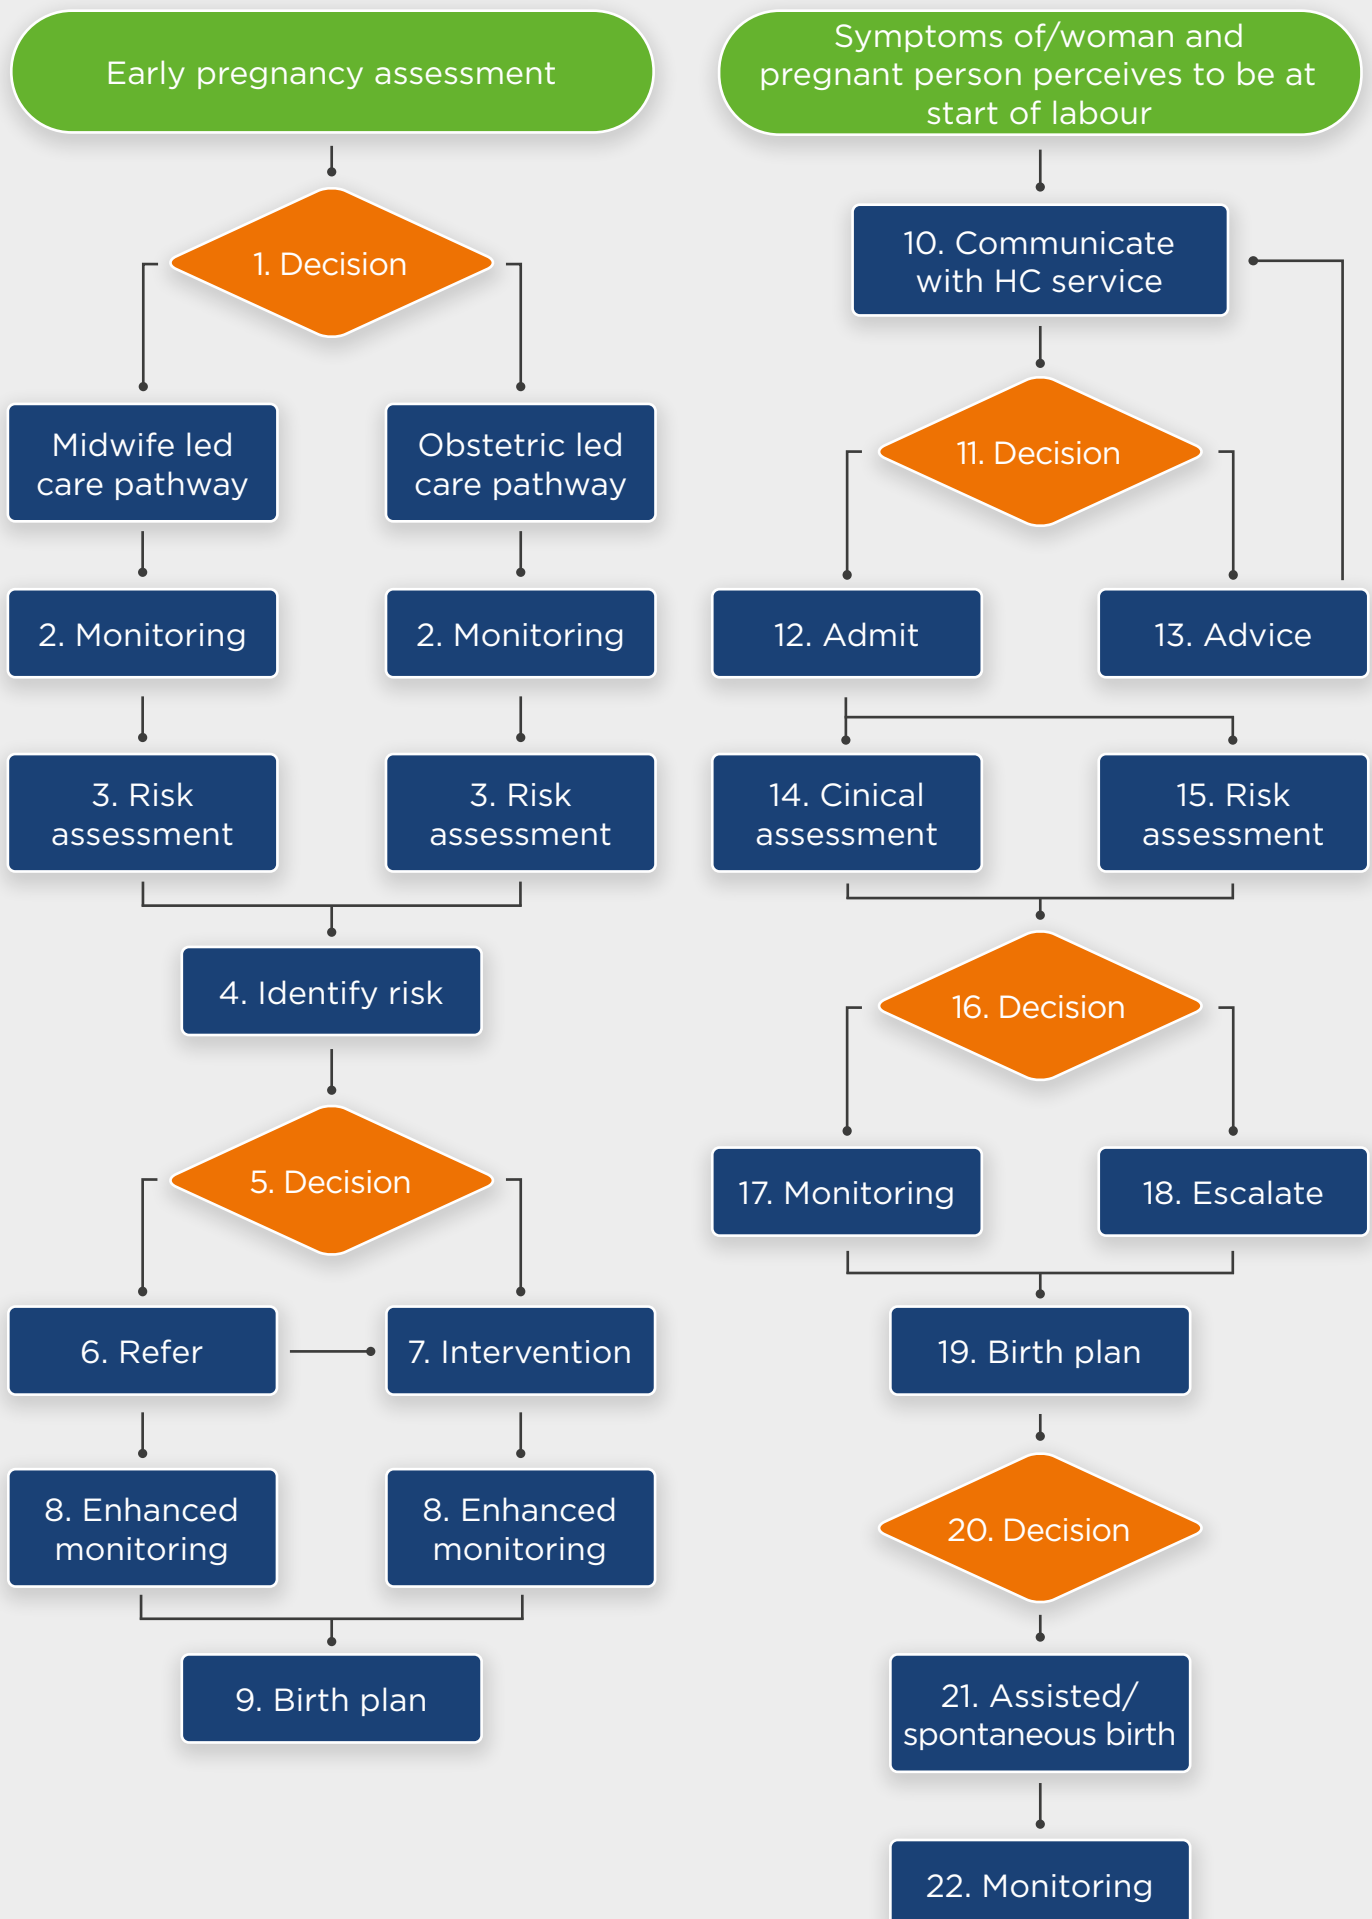 Early pregnancy assessment
1. Decision
Midwife led
care pathway
Obstetric led
care pathway
2. Monitoring
2. Monitoring
3. Risk
assessment
3. Risk
assessment
4. Identify risk
5. Decision
6. Refer
7. Intervention
8. Enhanced
monitoring
8. Enhanced
monitoring
9. Birth plan
Symptoms of/woman and
pregnant person perceives to be at
start of labour
10. Communicate
with HC service
11. Decision
12. Admit
13. Advice
14. Cinical
assessment
15. Risk
assessment
16. Decision
17. Monitoring
18. Escalate
19. Birth plan
20. Decision
21. Assisted/
spontaneous birth
22. Monitoring